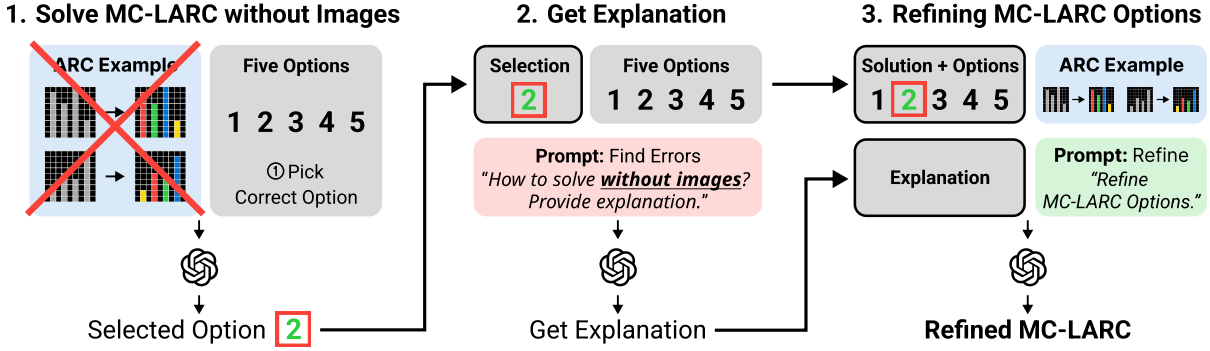 1. Solve MC-LARC without Images
ARC Example
Five Options
1 2 3 4 5
① Pick
Correct Option
Selected Option 2
2. Get Explanation
Selection
2
Five Options
1 2 3 4 5
Prompt: Find Errors
“How to solve without images?
Provide explanation.”
Get Explanation
3. Refining MC-LARC Options
Solution + Options
1 2 3 4 5
ARC Example
Explanation
Prompt: Refine
“Refine
MC-LARC Options.”
Refined MC-LARC